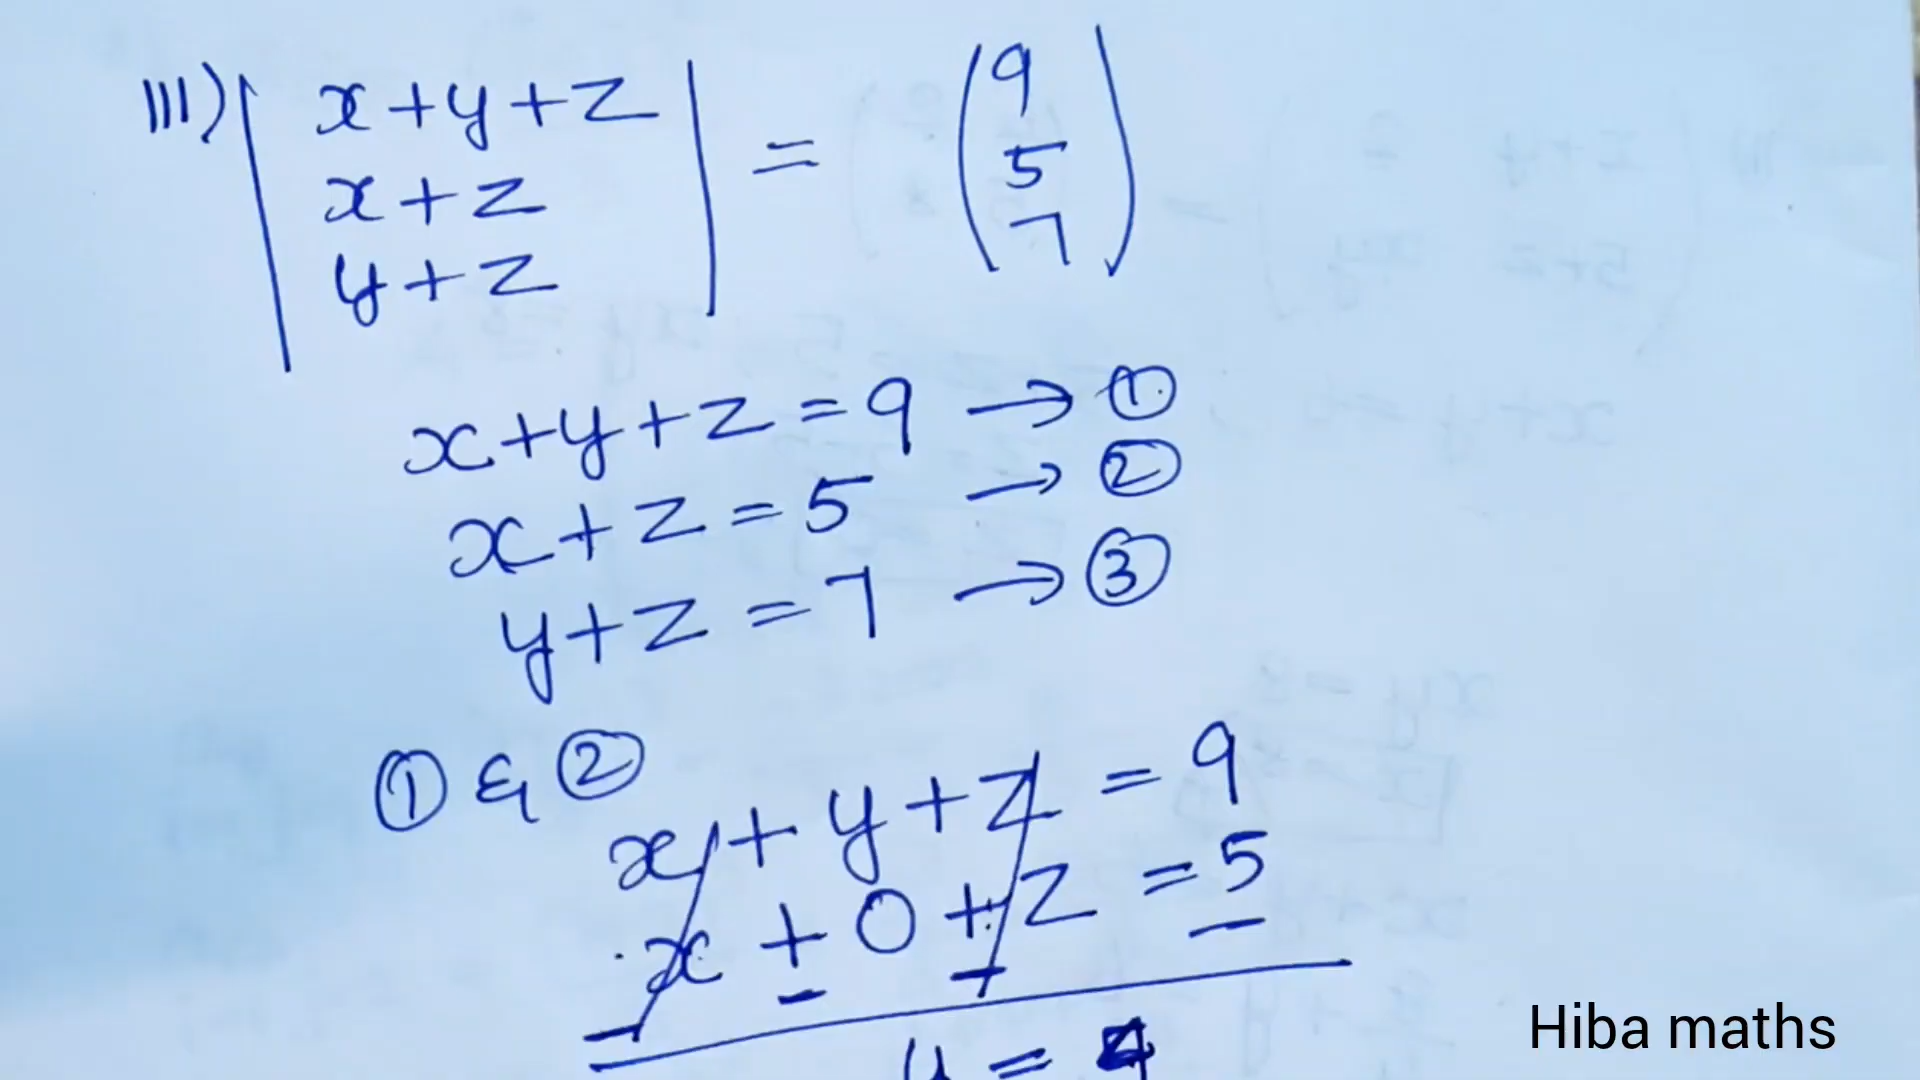 III) | x+y+z | = (9
x+z 5
y+z 7)
x+y+z=9 → ①
x+z=5 → ②
y+z=7 → ③
① & ②
x+y+z=9
x+0+z=5
- - - -
y = 4
Hiba maths